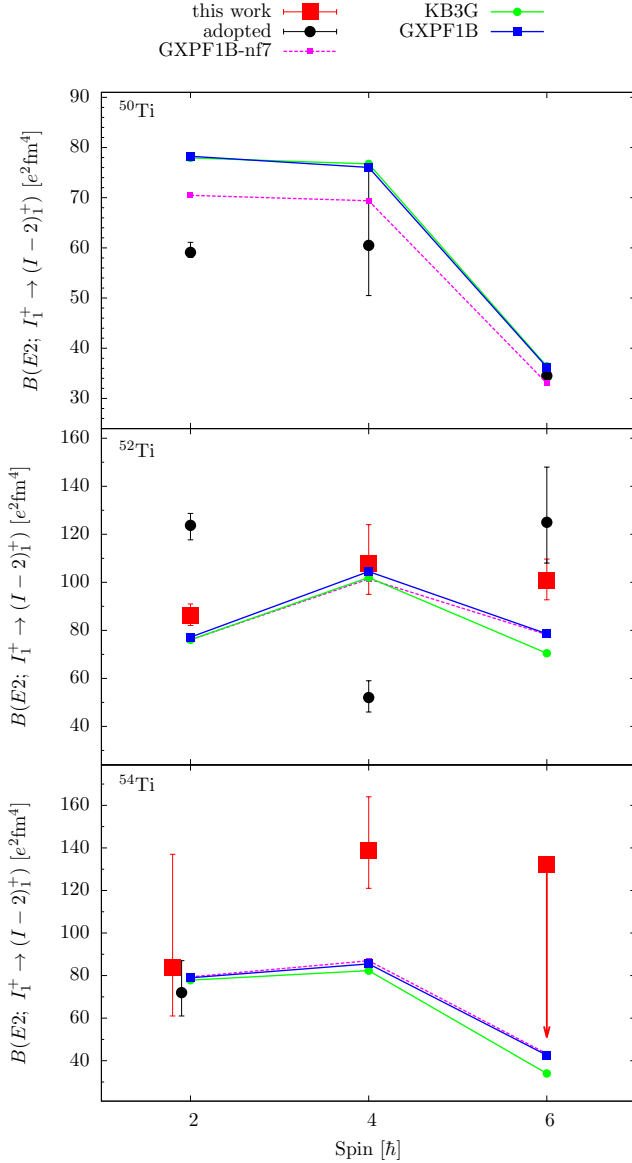 this work
adopted
GXPF1B-nf7
KB3G
GXPF1B
⁵⁰Ti
B(E2; I₁⁺ → (I − 2)₁⁺) [e²fm⁴]
90
80
70
60
50
40
30
⁵²Ti
B(E2; I₁⁺ → (I − 2)₁⁺) [e²fm⁴]
160
140
120
100
80
60
40
⁵⁴Ti
B(E2; I₁⁺ → (I − 2)₁⁺) [e²fm⁴]
160
140
120
100
80
60
40
2 4 6
Spin [ℏ]